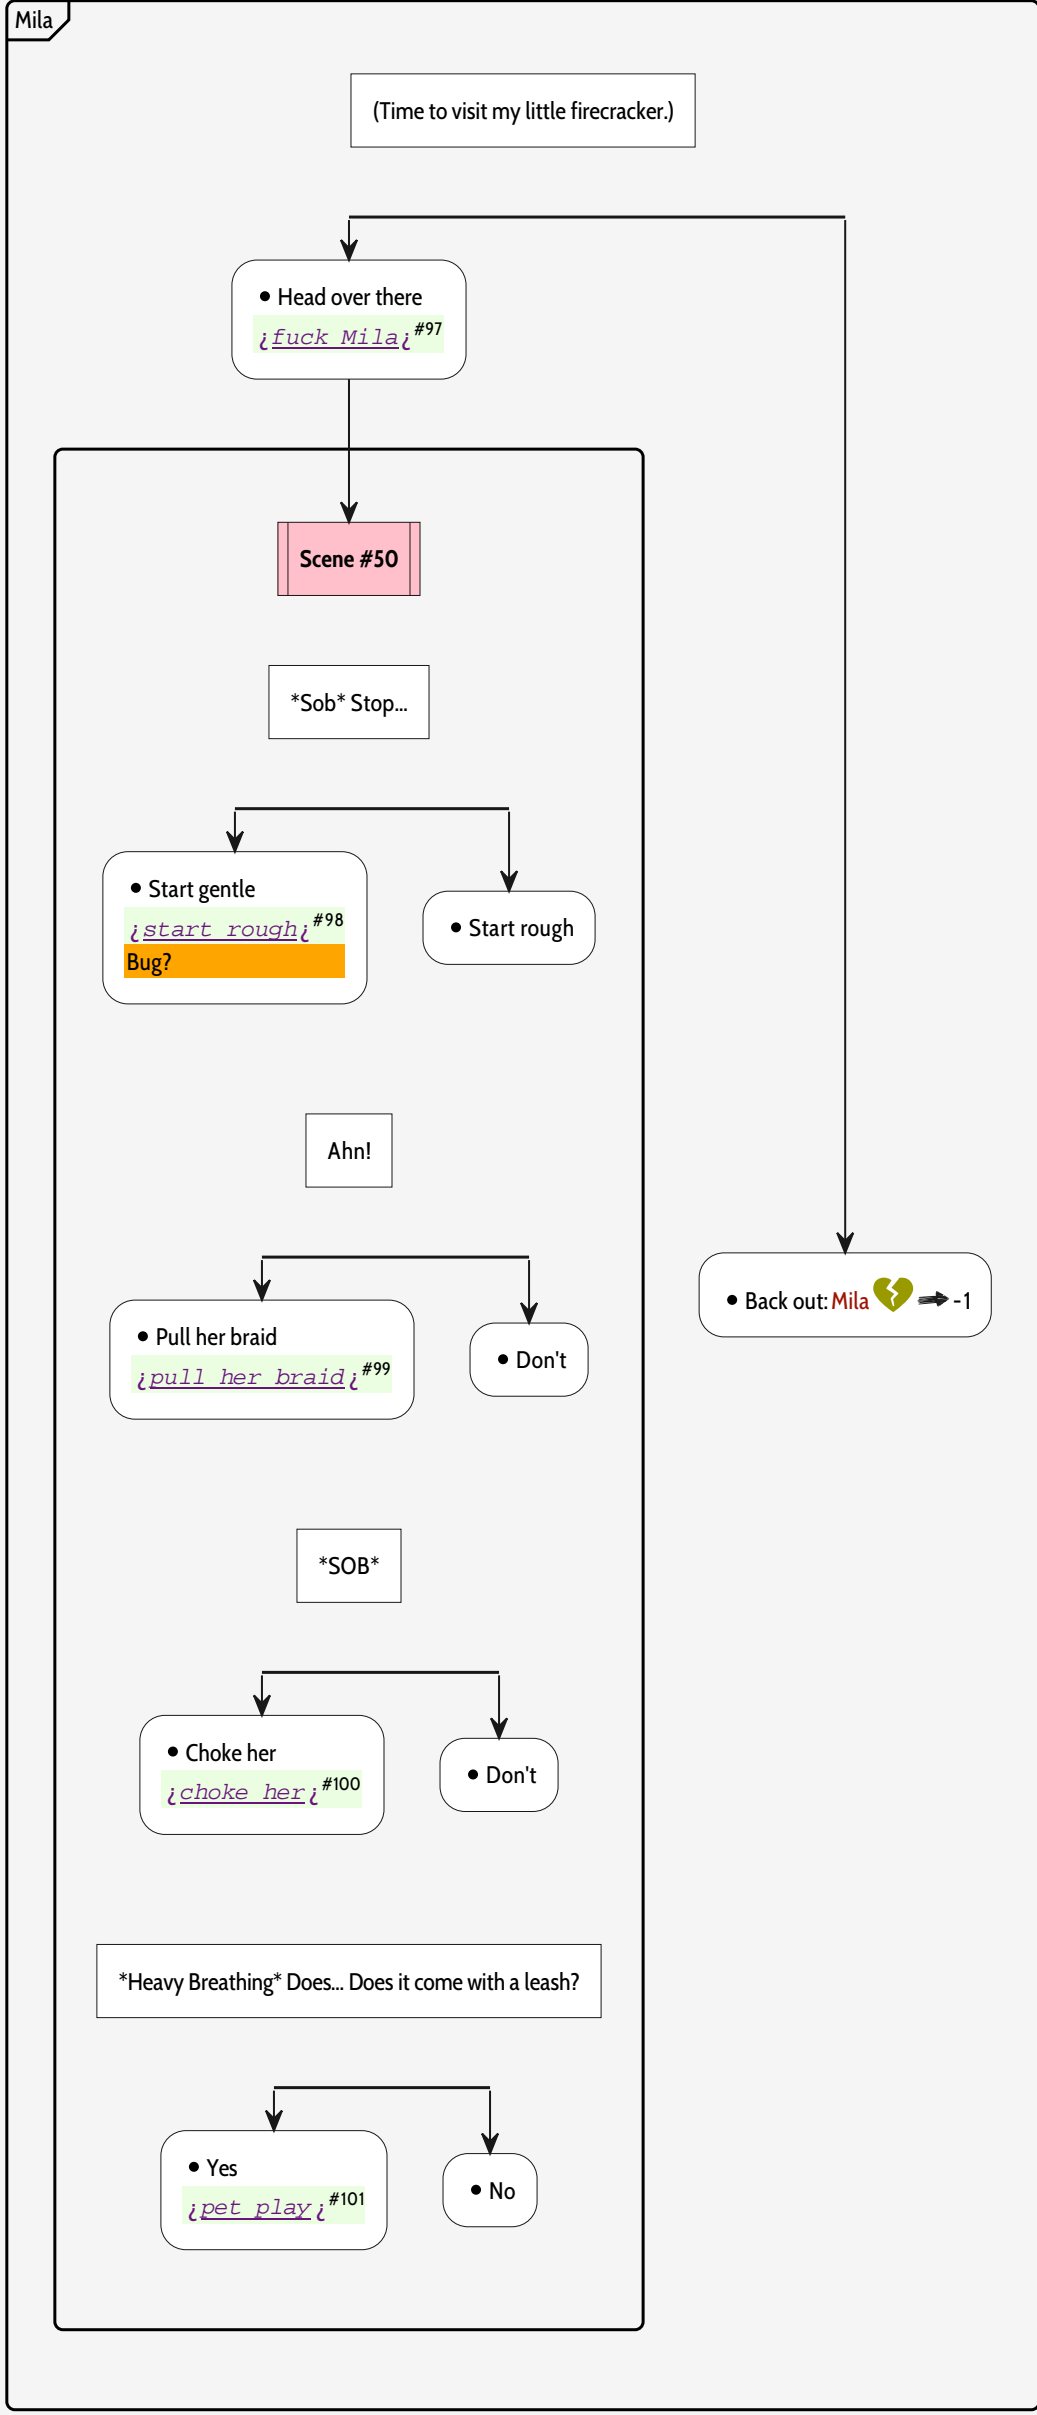 Mila
(Time to visit my little firecracker.)
• Head over there
¿fuck Mila¿#97
Scene #50
*Sob* Stop...
• Start gentle
¿start rough¿#98
Bug?
• Start rough
Ahn!
• Pull her braid
¿pull her braid¿#99
• Don't
• Back out: Mila -1
*SOB*
• Choke her
¿choke her¿#100
• Don't
*Heavy Breathing* Does... Does it come with a leash?
• Yes
¿pet play¿#101
• No